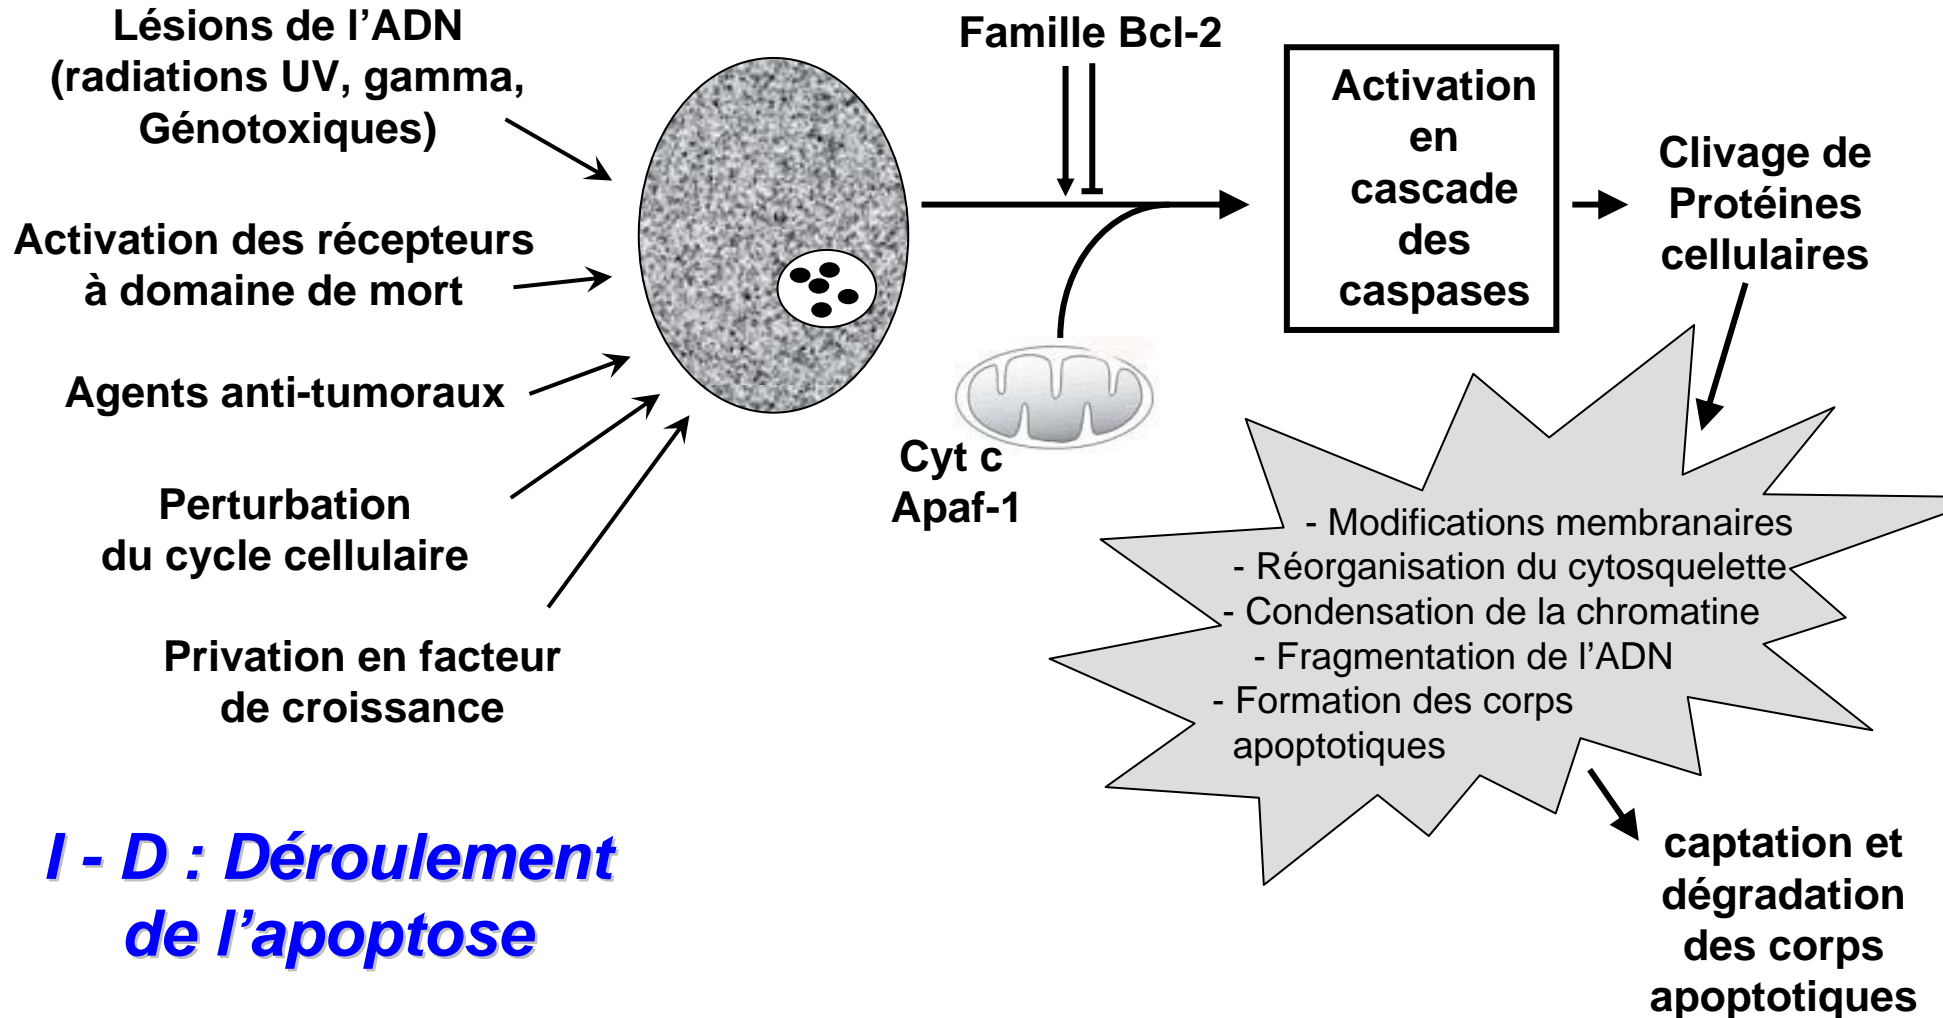 Lésions de l’ADN
(radiations UV, gamma,
Génotoxiques)
Activation des récepteurs
à domaine de mort
Agents anti-tumoraux
Perturbation
du cycle cellulaire
Privation en facteur
de croissance
Famille Bcl-2
Cyt c
Apaf-1
Activation
en
cascade
des
caspases
Clivage de
Protéines
cellulaires
- Modifications membranaires
- Réorganisation du cytosquelette
- Condensation de la chromatine
- Fragmentation de l’ADN
- Formation des corps
apoptotiques
captation et
dégradation
des corps
apoptotiques
I - D : Déroulement
de l’apoptose